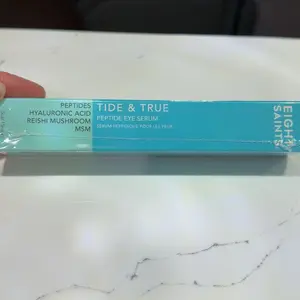 PEPTIDES
HYALURONIC ACID
REISHI MUSHROOM
MSM
TIDE & TRUE
PEPTIDE EYE SERUM
EIGHT
SAINTS